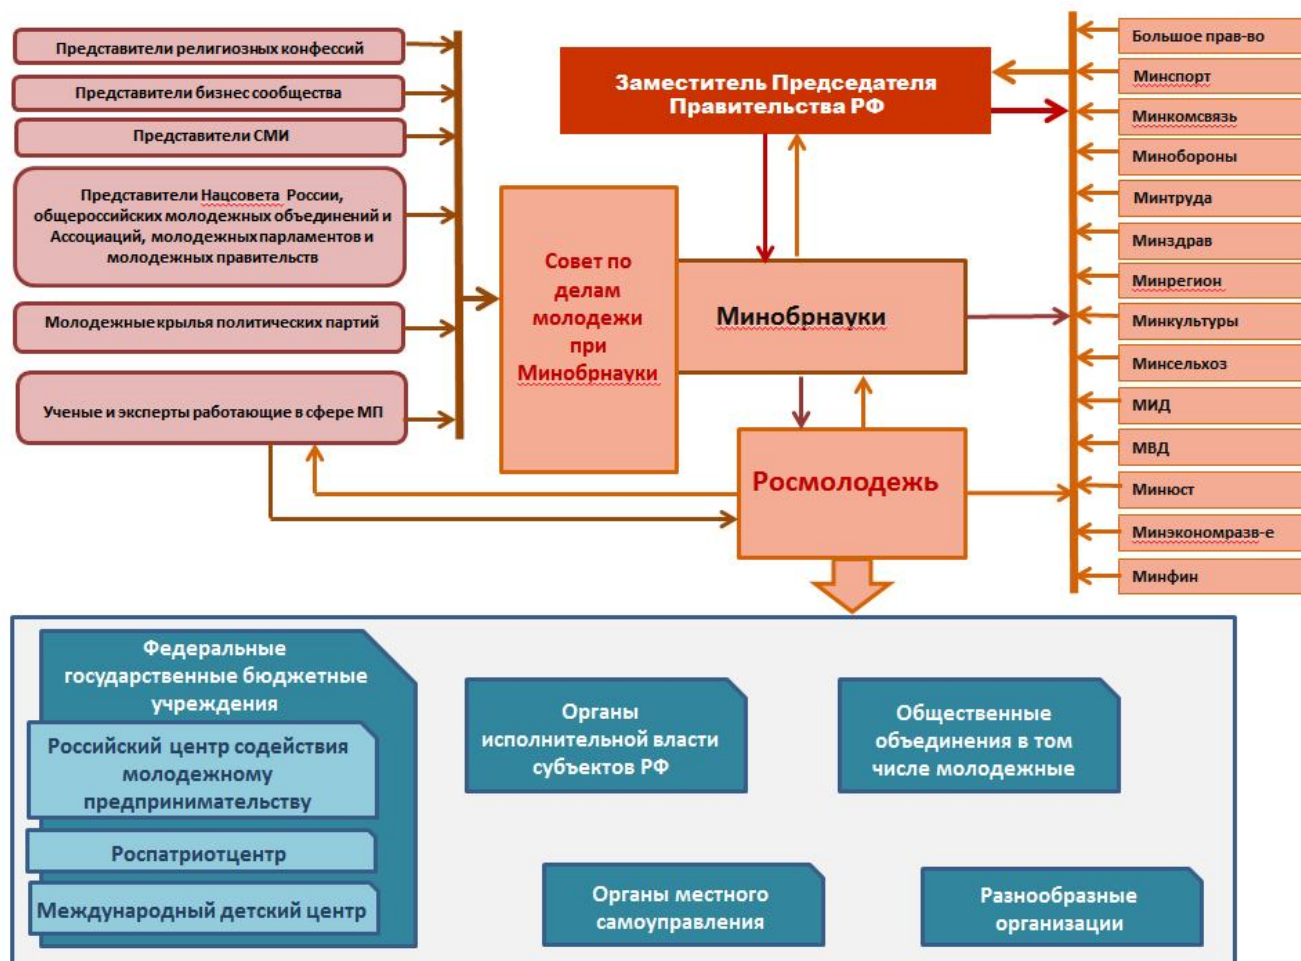 Представители религиозных конфессий
Представители бизнес сообщества
Представители СМИ
Представители Нацсовета России,
общероссийских молодежных объединений и
Ассоциаций, молодежных парламентов и
молодежных правительств
Молодежные крылья политических партий
Ученые и эксперты работающие в сфере МП
Совет по
делам
молодежи
при
Минобрнауки
Заместитель Председателя
Правительства РФ
Минобрнауки
Росмолодежь
Большое прав-во
Минспорт
Минкомсвязь
Минобороны
Минтруда
Минздрав
Минрегион
Минкультуры
Минсельхоз
МИД
МВД
Минюст
Минэкономразв-е
Минфин
Федеральные
государственные бюджетные
учреждения
Российский центр содействия
молодежному
предпринимательству
Роспатриотцентр
Международный детский центр
Органы
исполнительной власти
субъектов РФ
Общественные
объединения в том
числе молодежные
Органы местного
самоуправления
Разнообразные
организации